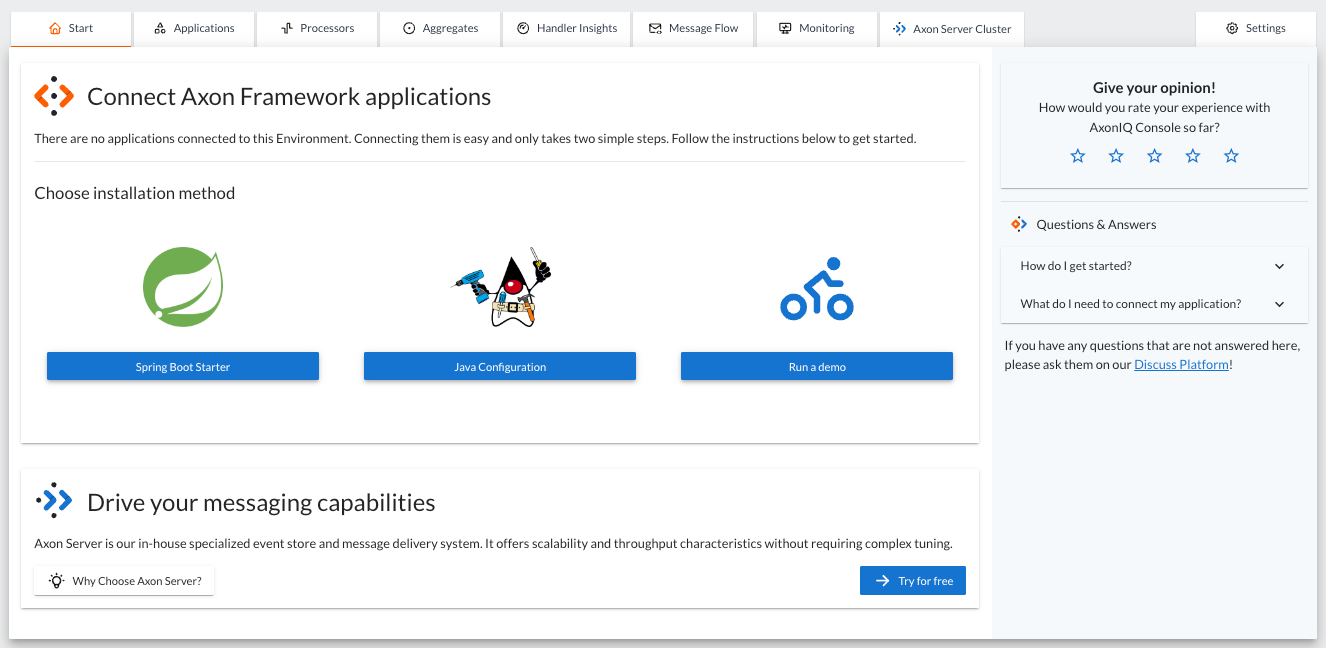 Start
Applications
Processors
Aggregates
Handler Insights
Message Flow
Monitoring
Axon Server Cluster
Settings
Connect Axon Framework applications
There are no applications connected to this Environment. Connecting them is easy and only takes two simple steps. Follow the instructions below to get started.
Choose installation method
Spring Boot Starter
Java Configuration
Run a demo
Drive your messaging capabilities
Axon Server is our in-house specialized event store and message delivery system. It offers scalability and throughput characteristics without requiring complex tuning.
Why Choose Axon Server?
Try for free
Give your opinion!
How would you rate your experience with
AxonIQ Console so far?
Questions & Answers
How do I get started?
What do I need to connect my application?
If you have any questions that are not answered here,
please ask them on our Discuss Platform!